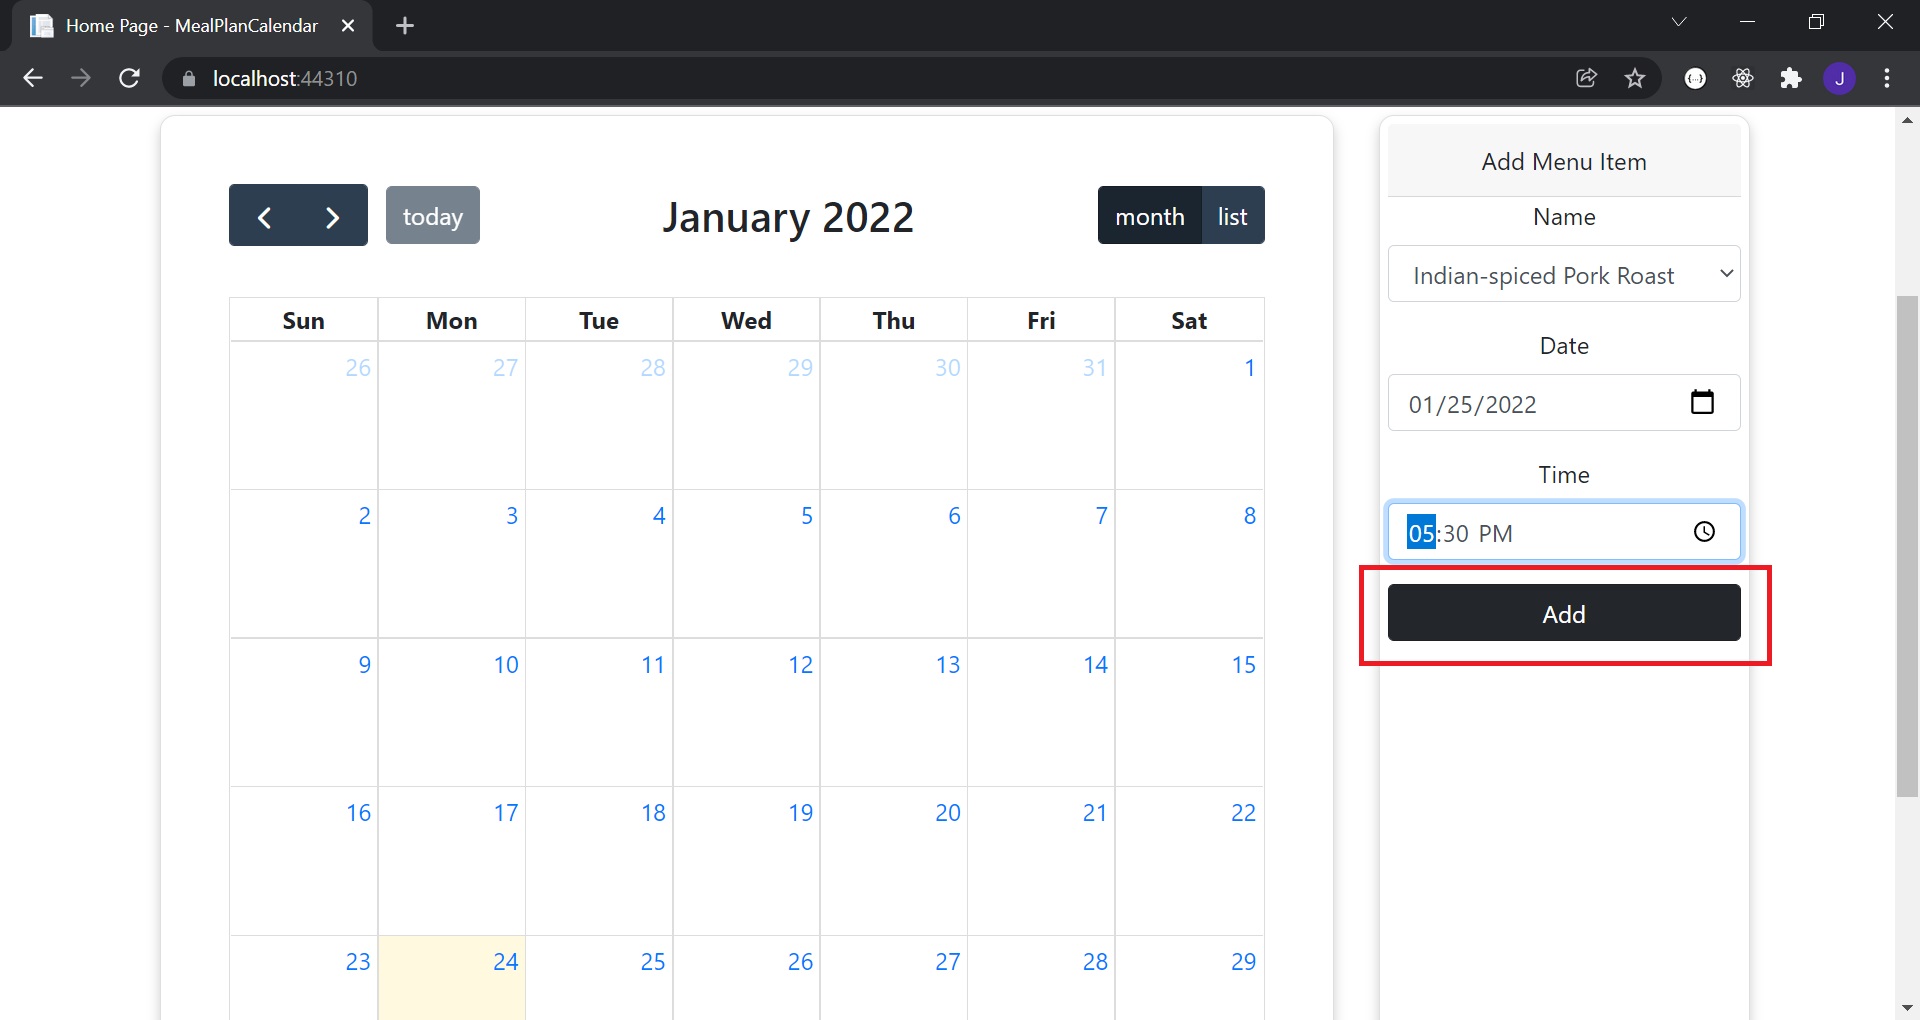 Home Page - MealPlanCalendar
localhost:44310
J
today
January 2022
month list
Sun Mon Tue Wed Thu Fri Sat
26 27 28 29 30 31 1
2 3 4 5 6 7 8
9 10 11 12 13 14 15
16 17 18 19 20 21 22
23 24 25 26 27 28 29
Add Menu Item
Name
Indian-spiced Pork Roast
Date
01/25/2022
Time
05:30 PM
Add